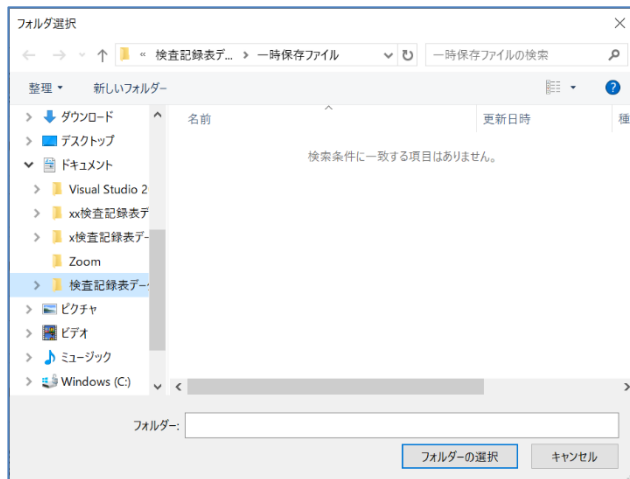 フォルダ選択
« 検査記録表デ... › 一時保存ファイル
一時保存ファイルの検索
整理
新しいフォルダー
名前
更新日時
種
検索条件に一致する項目はありません。
ダウンロード
デスクトップ
ドキュメント
Visual Studio 2
xx検査記録表デ
x検査記録表デー
Zoom
検査記録表デー
ピクチャ
ビデオ
ミュージック
Windows (C:)
フォルダー:
フォルダーの選択
キャンセル